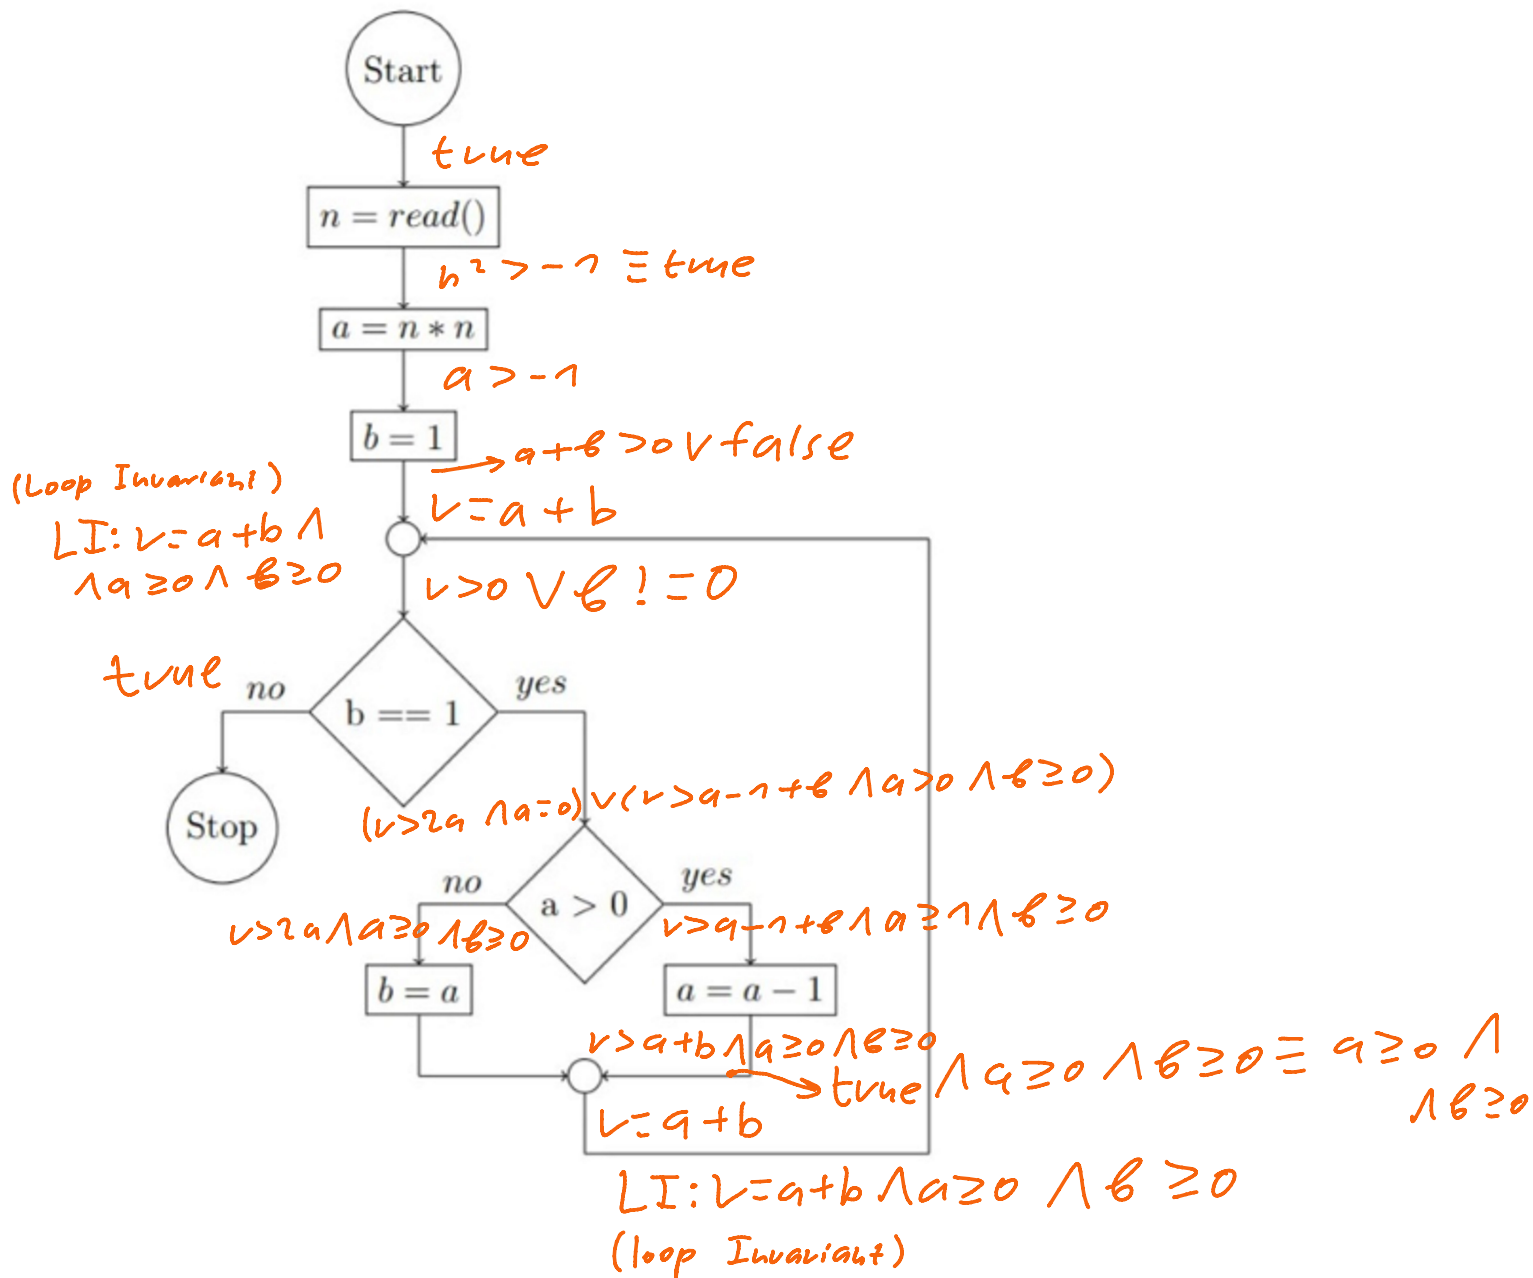 Start
true
n = read()
n² > -1 ≡ true
a = n * n
a > -1
b = 1
a + b > 0 ∨ false
(Loop Invariant)
r = a + b
LI: r = a + b ∧
∧ a ≥ 0 ∧ b ≥ 0
r > 0 ∨ b != 0
true
no
yes
b == 1
(r > 2a ∧ a = 0) ∨ (r > a - 1 + b ∧ a > 0 ∧ b ≥ 0)
Stop
no
yes
a > 0
r > 2a ∧ a ≥ 0 ∧ b ≥ 0
r > a - 1 + b ∧ a ≥ 1 ∧ b ≥ 0
b = a
a = a - 1
r > a + b ∧ a ≥ 0 ∧ b ≥ 0
true ∧ a ≥ 0 ∧ b ≥ 0 ≡ a ≥ 0 ∧
∧ b ≥ 0
r = a + b
LI: r = a + b ∧ a ≥ 0 ∧ b ≥ 0
(loop Invariant)